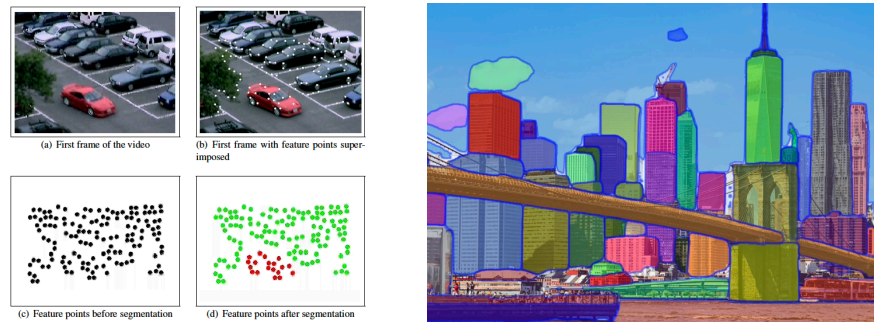 (a) First frame of the video
(b) First frame with feature points super-
imposed
(c) Feature points before segmentation
(d) Feature points after segmentation